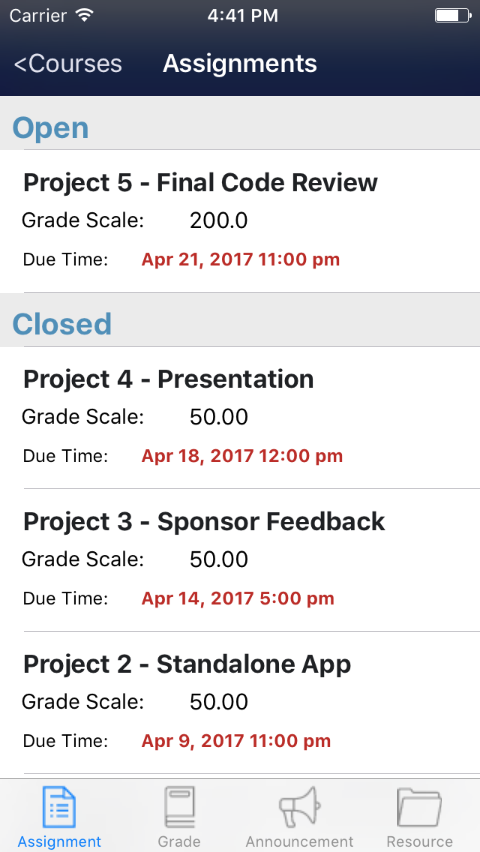 Carrier 4:41 PM
<Courses Assignments
Open
Project 5 - Final Code Review
Grade Scale: 200.0
Due Time: Apr 21, 2017 11:00 pm
Closed
Project 4 - Presentation
Grade Scale: 50.00
Due Time: Apr 18, 2017 12:00 pm
Project 3 - Sponsor Feedback
Grade Scale: 50.00
Due Time: Apr 14, 2017 5:00 pm
Project 2 - Standalone App
Grade Scale: 50.00
Due Time: Apr 9, 2017 11:00 pm
Assignment Grade Announcement Resource